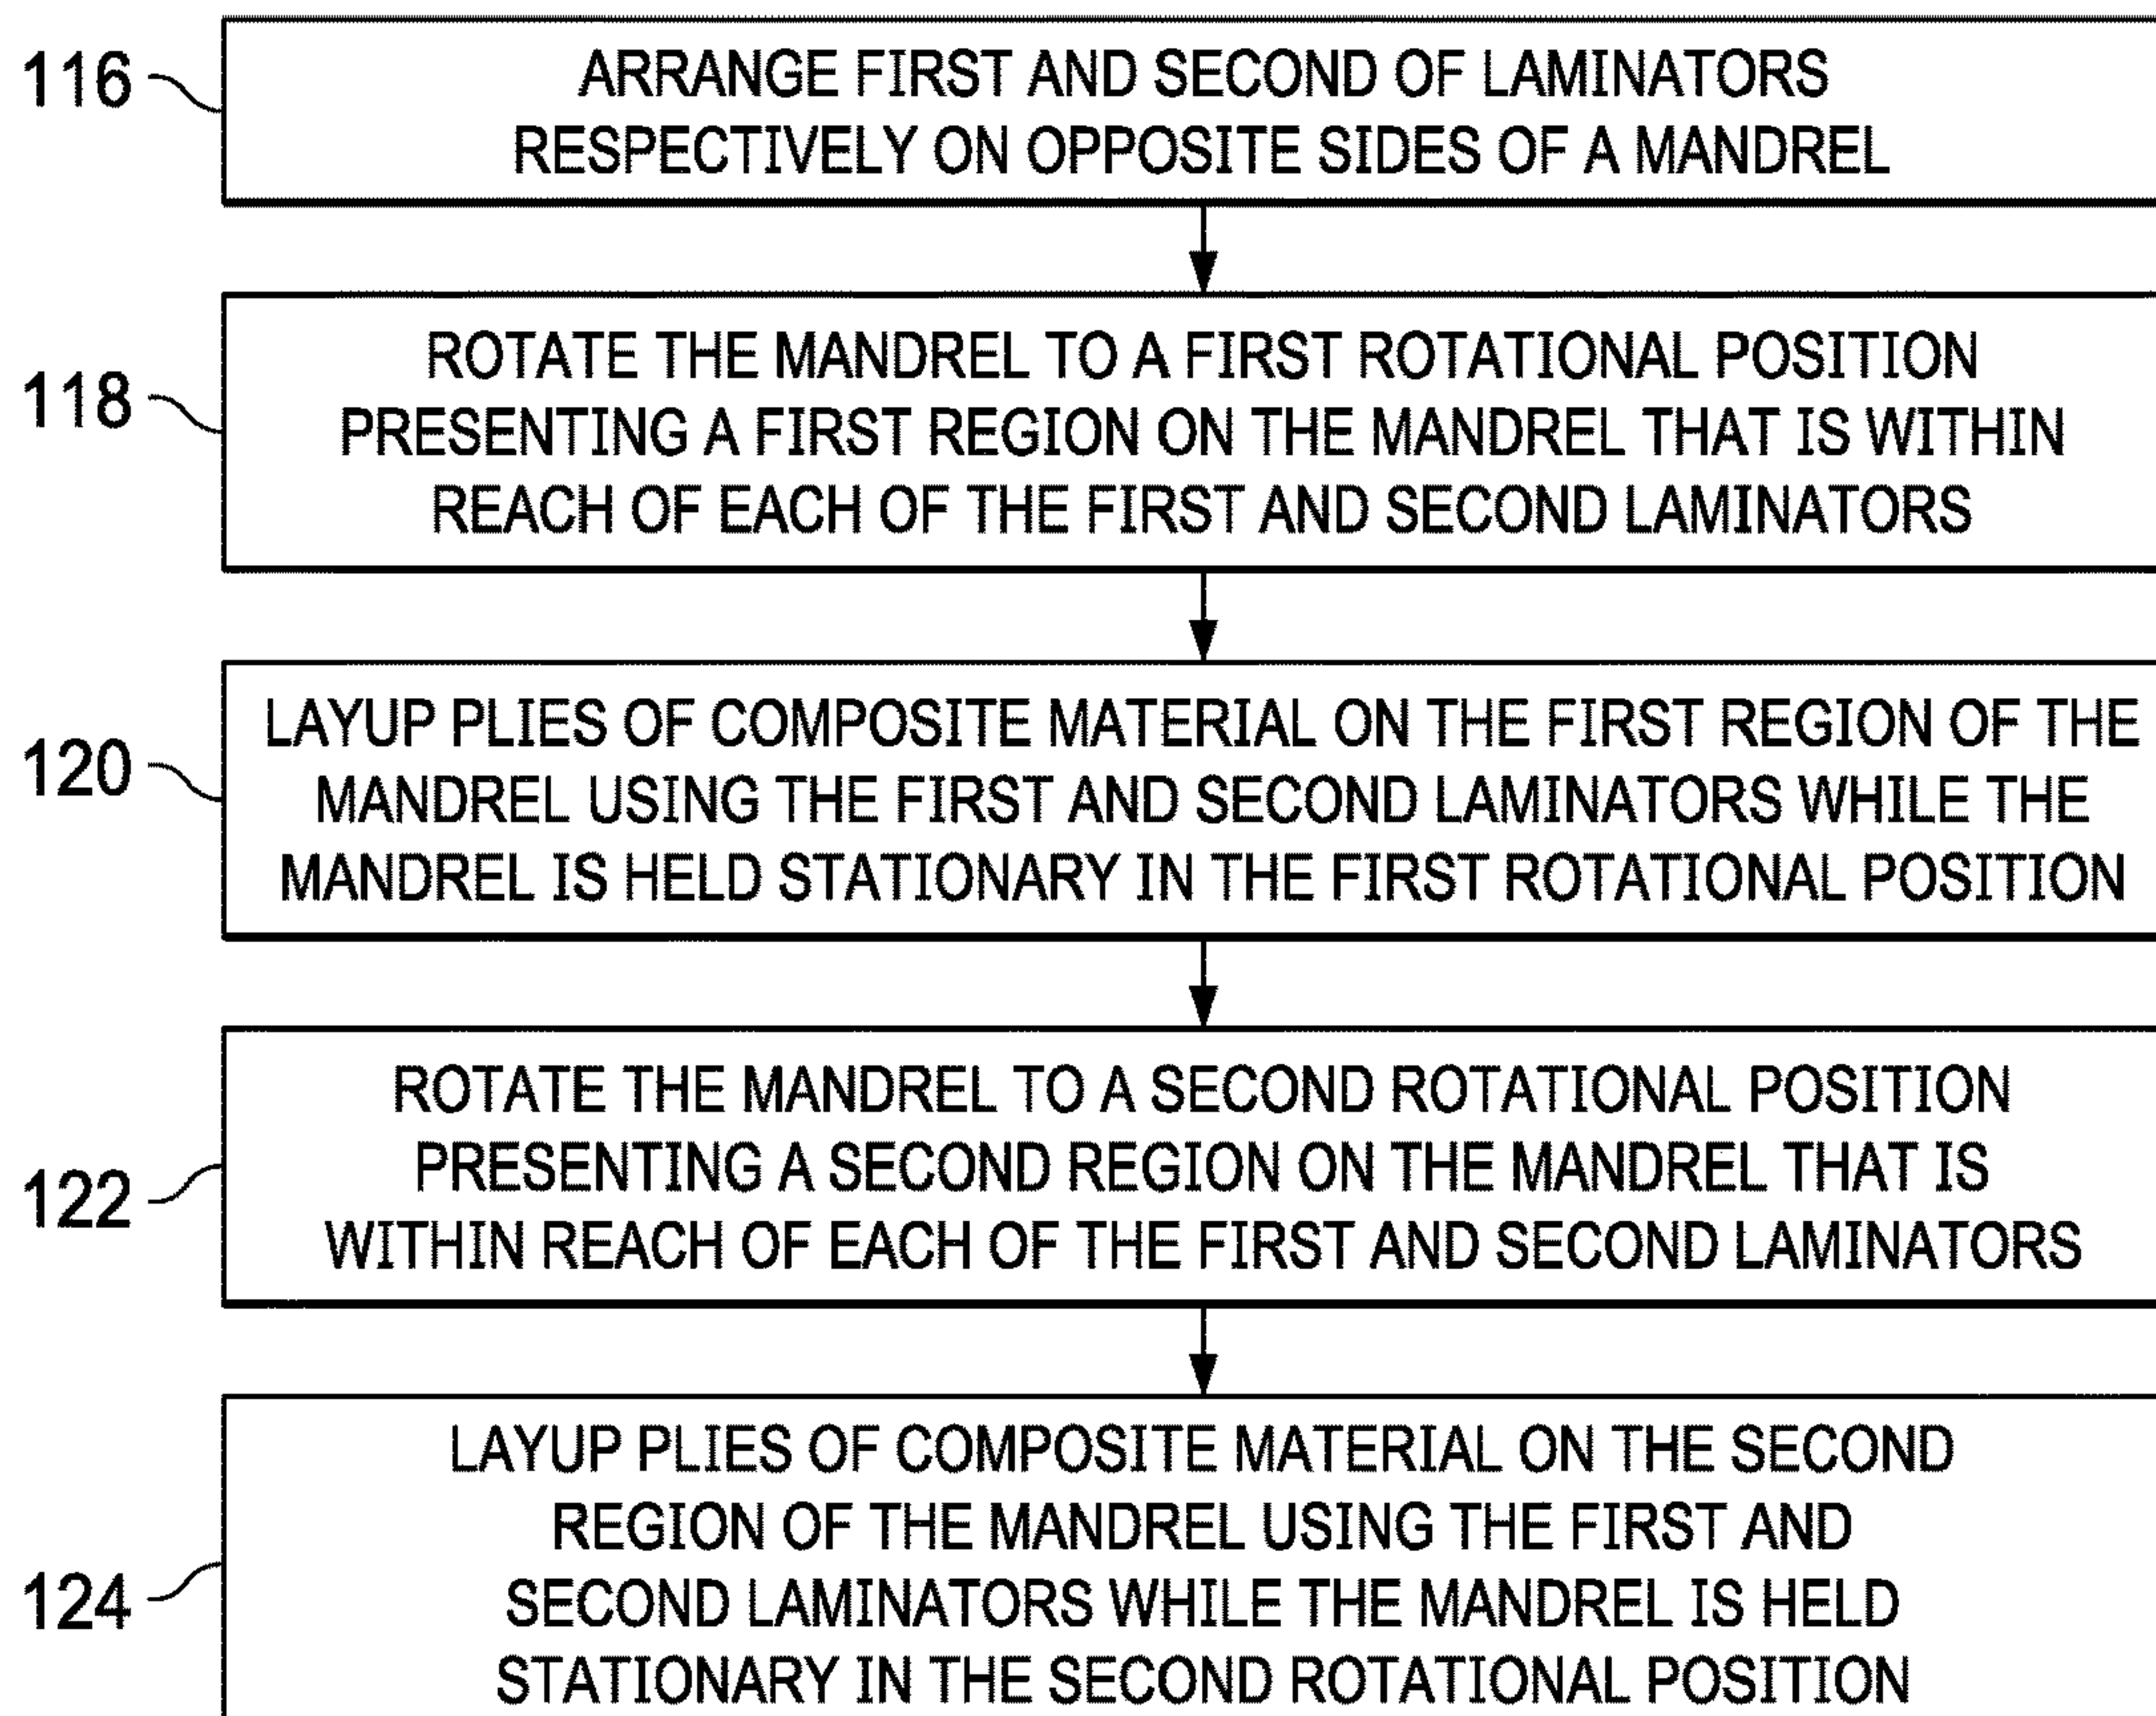 116
ARRANGE FIRST AND SECOND OF LAMINATORS
RESPECTIVELY ON OPPOSITE SIDES OF A MANDREL
118
ROTATE THE MANDREL TO A FIRST ROTATIONAL POSITION
PRESENTING A FIRST REGION ON THE MANDREL THAT IS WITHIN
REACH OF EACH OF THE FIRST AND SECOND LAMINATORS
120
LAYUP PLIES OF COMPOSITE MATERIAL ON THE FIRST REGION OF THE
MANDREL USING THE FIRST AND SECOND LAMINATORS WHILE THE
MANDREL IS HELD STATIONARY IN THE FIRST ROTATIONAL POSITION
122
ROTATE THE MANDREL TO A SECOND ROTATIONAL POSITION
PRESENTING A SECOND REGION ON THE MANDREL THAT IS
WITHIN REACH OF EACH OF THE FIRST AND SECOND LAMINATORS
124
LAYUP PLIES OF COMPOSITE MATERIAL ON THE SECOND
REGION OF THE MANDREL USING THE FIRST AND
SECOND LAMINATORS WHILE THE MANDREL IS HELD
STATIONARY IN THE SECOND ROTATIONAL POSITION